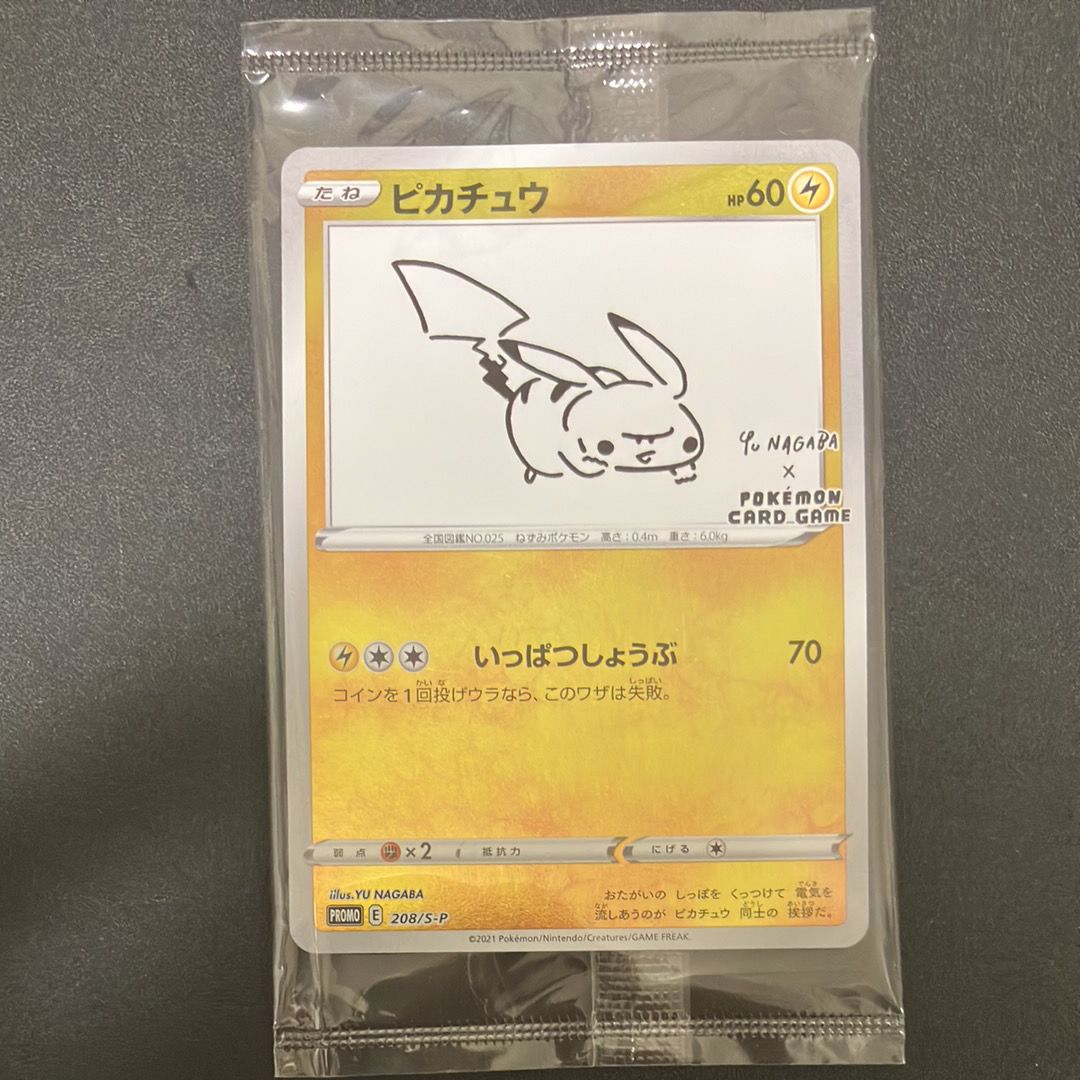 たね ピカチュウ HP60
Yu NAGABA
×
POKÉMON
CARD GAME
全国図鑑NO.025 ねずみポケモン 高さ:0.4m 重さ:6.0kg
いっぱつしょうぶ 70
コインを1回投げウラなら、このワザは失敗。
弱点 ×2 抵抗力 にげる
illus.YU NAGABA
PROMO E 208/S-P
おたがいの しっぽを くっつけて 電気を
流しあうのが ピカチュウ 同士の 挨拶だ。
©2021 Pokémon/Nintendo/Creatures/GAME FREAK.